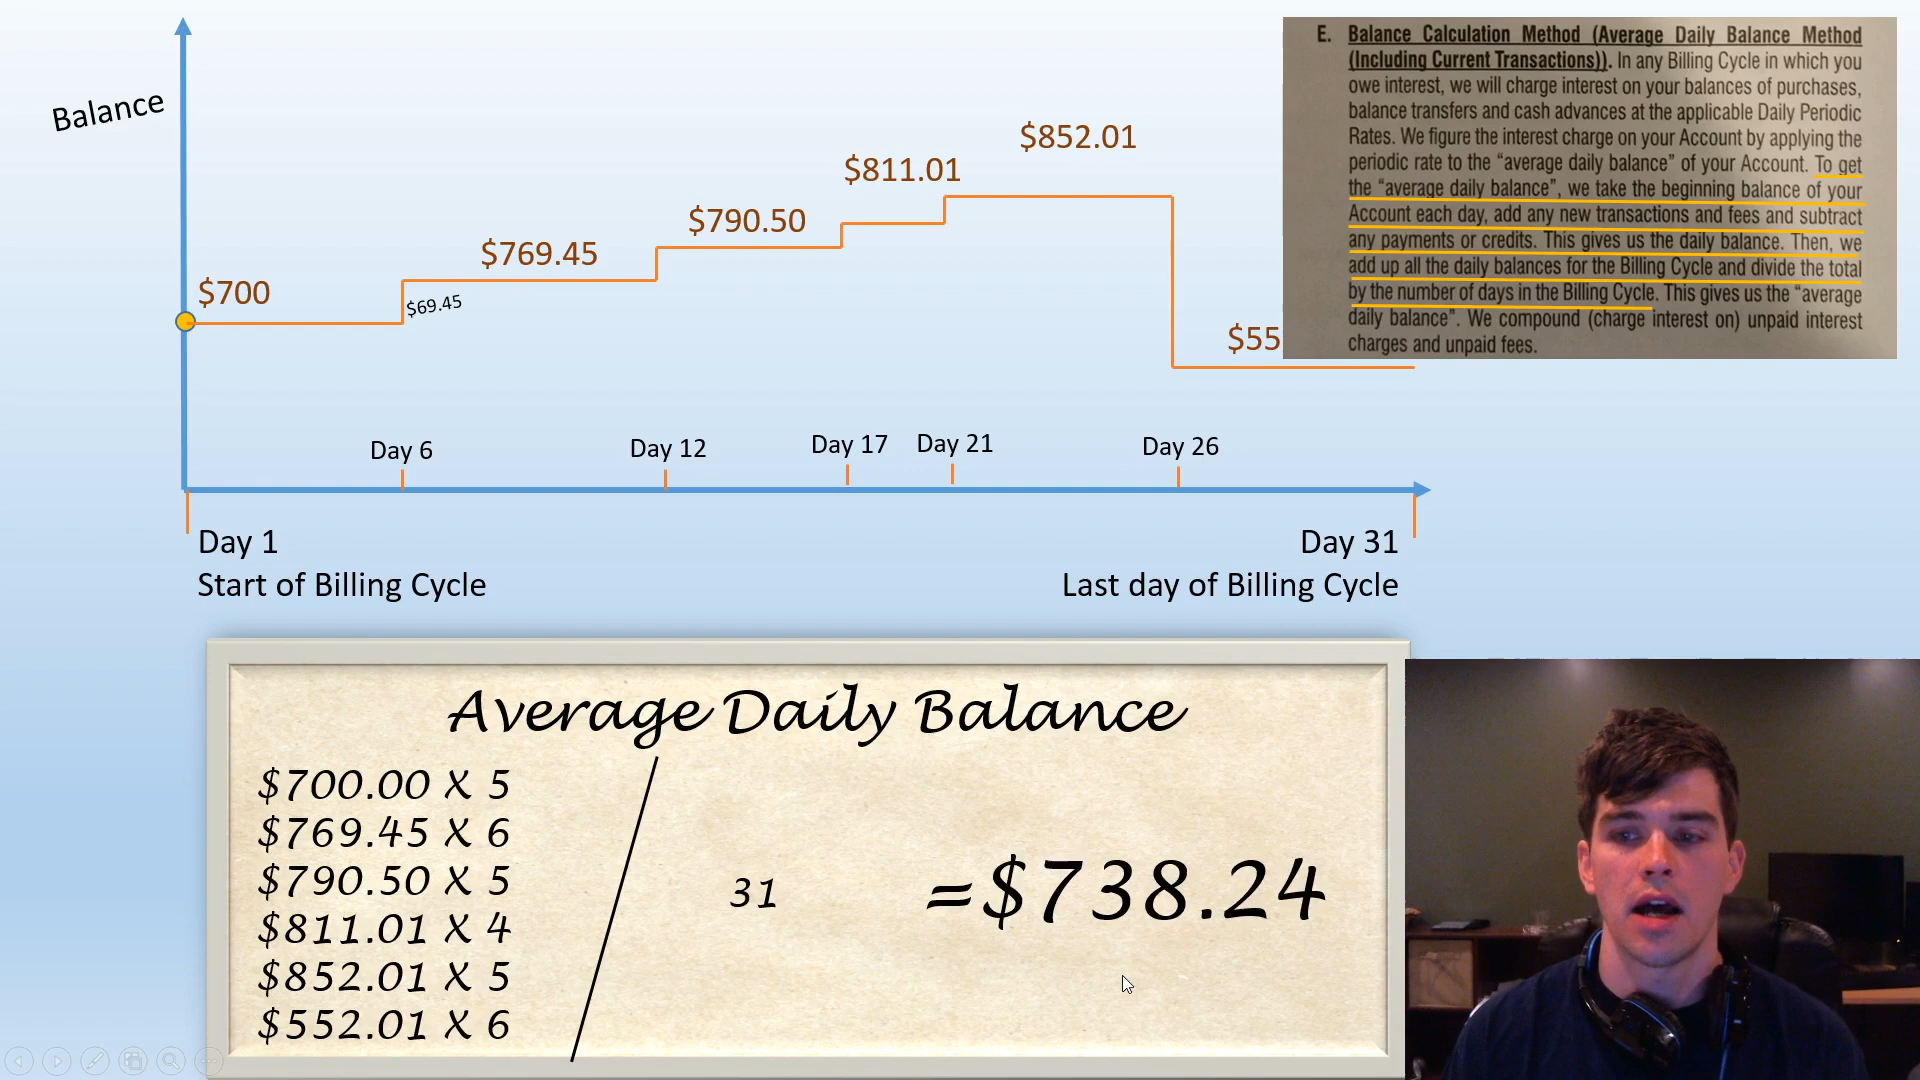 Balance
$700
$69.45
$769.45
$790.50
$811.01
$852.01
$55
Day 6
Day 12
Day 17
Day 21
Day 26
Day 1
Start of Billing Cycle
Day 31
Last day of Billing Cycle
E. Balance Calculation Method (Average Daily Balance Method
(Including Current Transactions)). In any Billing Cycle in which you
owe interest, we will charge interest on your balances of purchases,
balance transfers and cash advances at the applicable Daily Periodic
Rates. We figure the interest charge on your Account by applying the
periodic rate to the “average daily balance” of your Account. To get
the “average daily balance”, we take the beginning balance of your
Account each day, add any new transactions and fees and subtract
any payments or credits. This gives us the daily balance. Then, we
add up all the daily balances for the Billing Cycle and divide the total
by the number of days in the Billing Cycle. This gives us the “average
daily balance”. We compound (charge interest on) unpaid interest
charges and unpaid fees.
Average Daily Balance
$700.00 X 5
$769.45 X 6
$790.50 X 5
$811.01 X 4
$852.01 X 5
$552.01 X 6
31
=$738.24